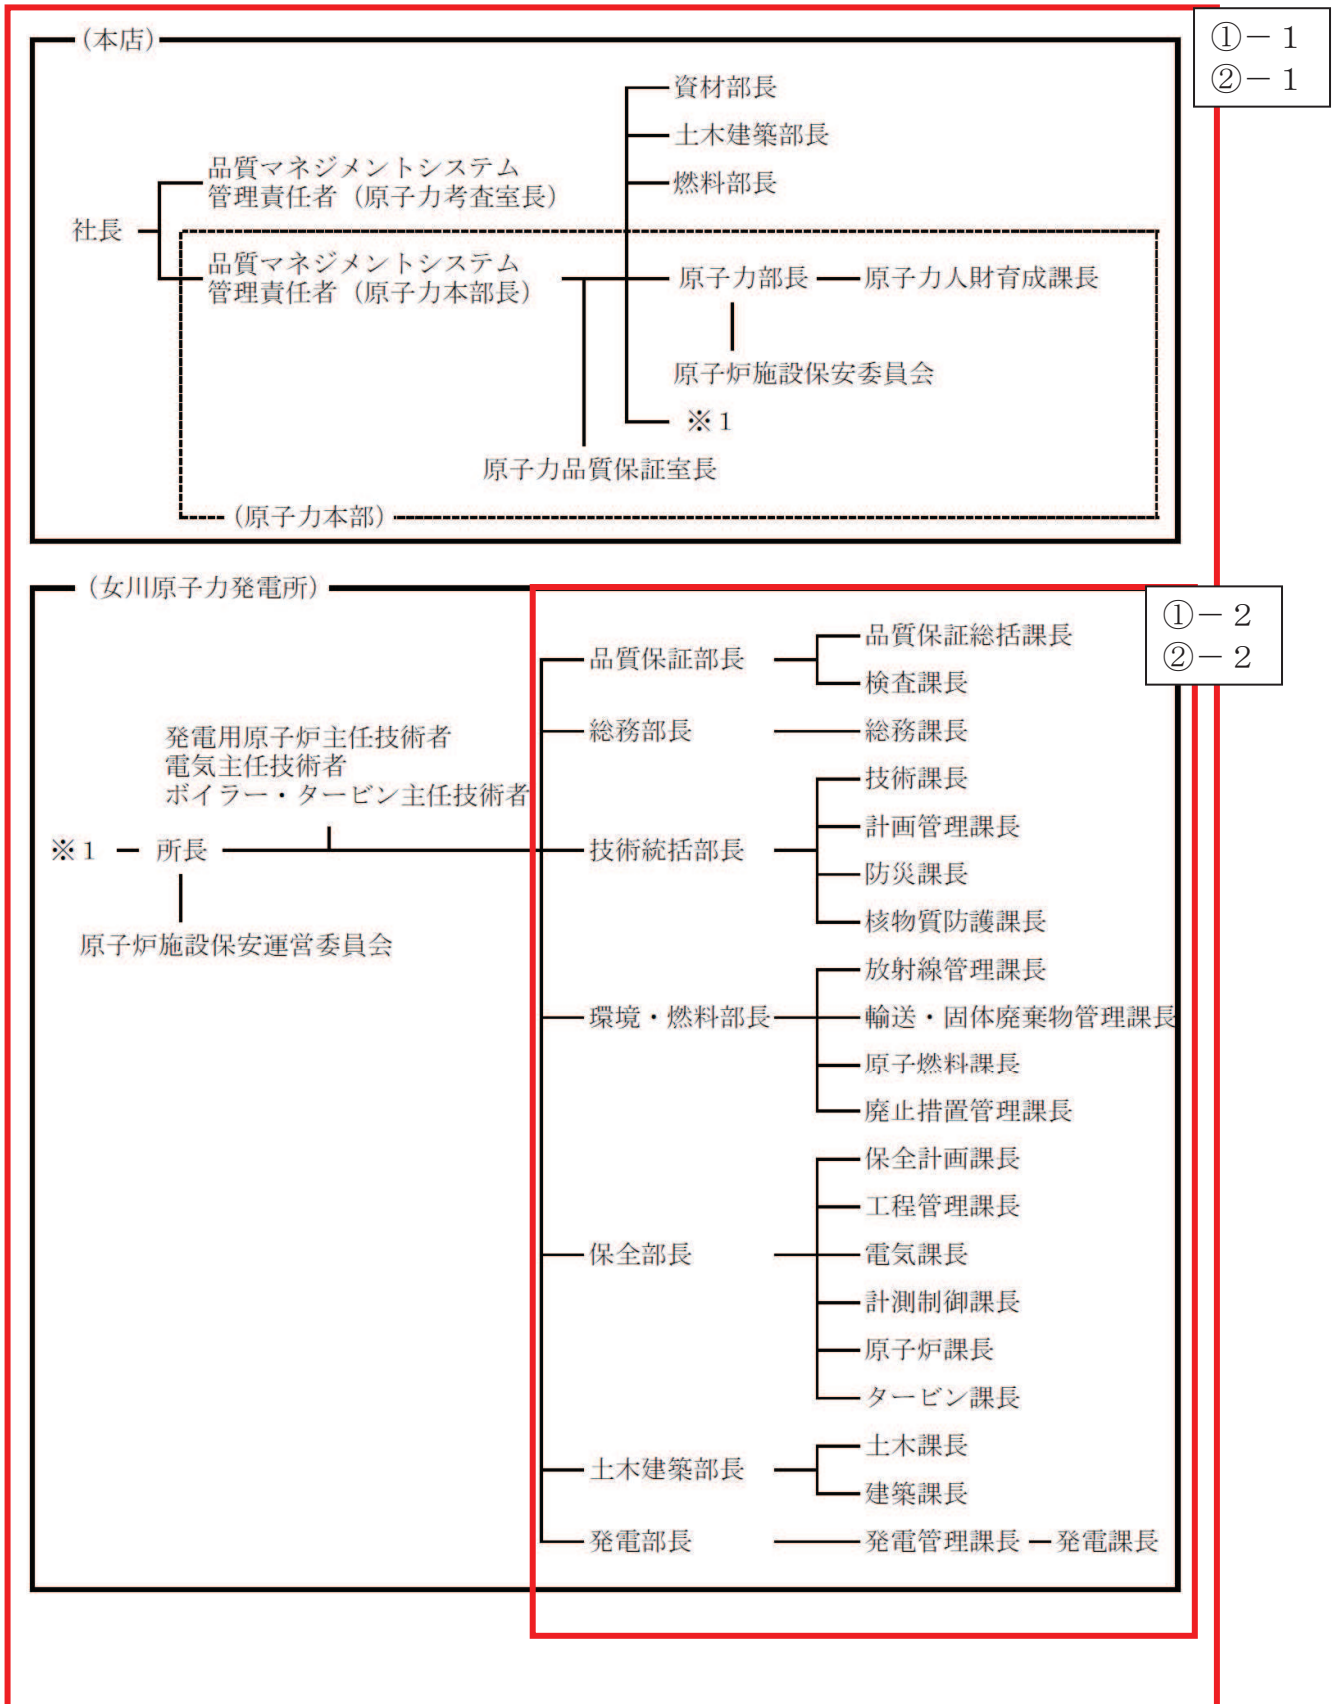 ①－１
②－１
（本店）
資材部長
土木建築部長
燃料部長
品質マネジメントシステム
管理責任者（原子力考査室長）
社長
品質マネジメントシステム
管理責任者（原子力本部長）
原子力部長
原子力人財育成課長
原子炉施設保安委員会
※１
原子力品質保証室長
（原子力本部）
（女川原子力発電所）
①－２
②－２
発電用原子炉主任技術者
電気主任技術者
ボイラー・タービン主任技術者
※１
所長
原子炉施設保安運営委員会
品質保証部長
品質保証総括課長
検査課長
総務部長
総務課長
技術統括部長
技術課長
計画管理課長
防災課長
核物質防護課長
環境・燃料部長
放射線管理課長
輸送・固体廃棄物管理課長
原子燃料課長
廃止措置管理課長
保全部長
保全計画課長
工程管理課長
電気課長
計測制御課長
原子炉課長
タービン課長
土木建築部長
土木課長
建築課長
発電部長
発電管理課長
発電課長